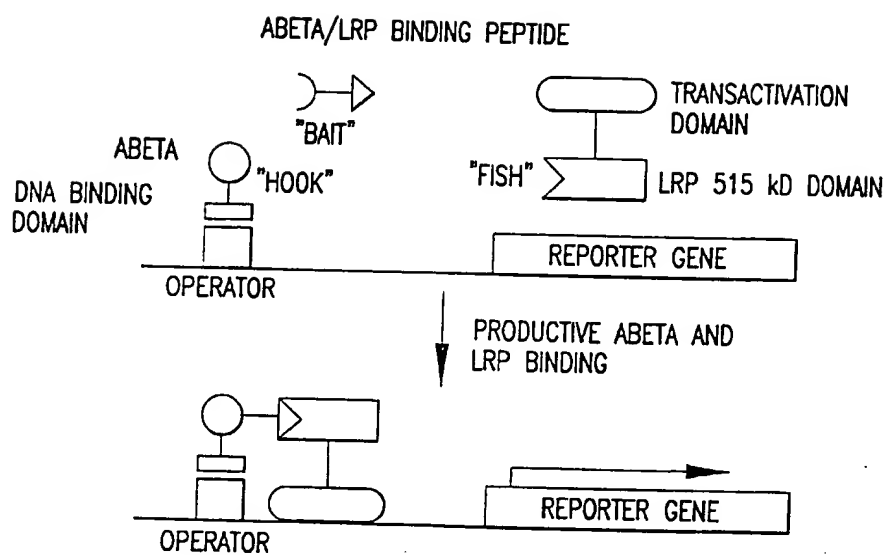 ABETA/LRP BINDING PEPTIDE
"BAIT"
TRANSACTIVATION
DOMAIN
ABETA
"HOOK"
"FISH"
LRP 515 kD DOMAIN
DNA BINDING
DOMAIN
REPORTER GENE
OPERATOR
PRODUCTIVE ABETA AND
LRP BINDING
REPORTER GENE
OPERATOR